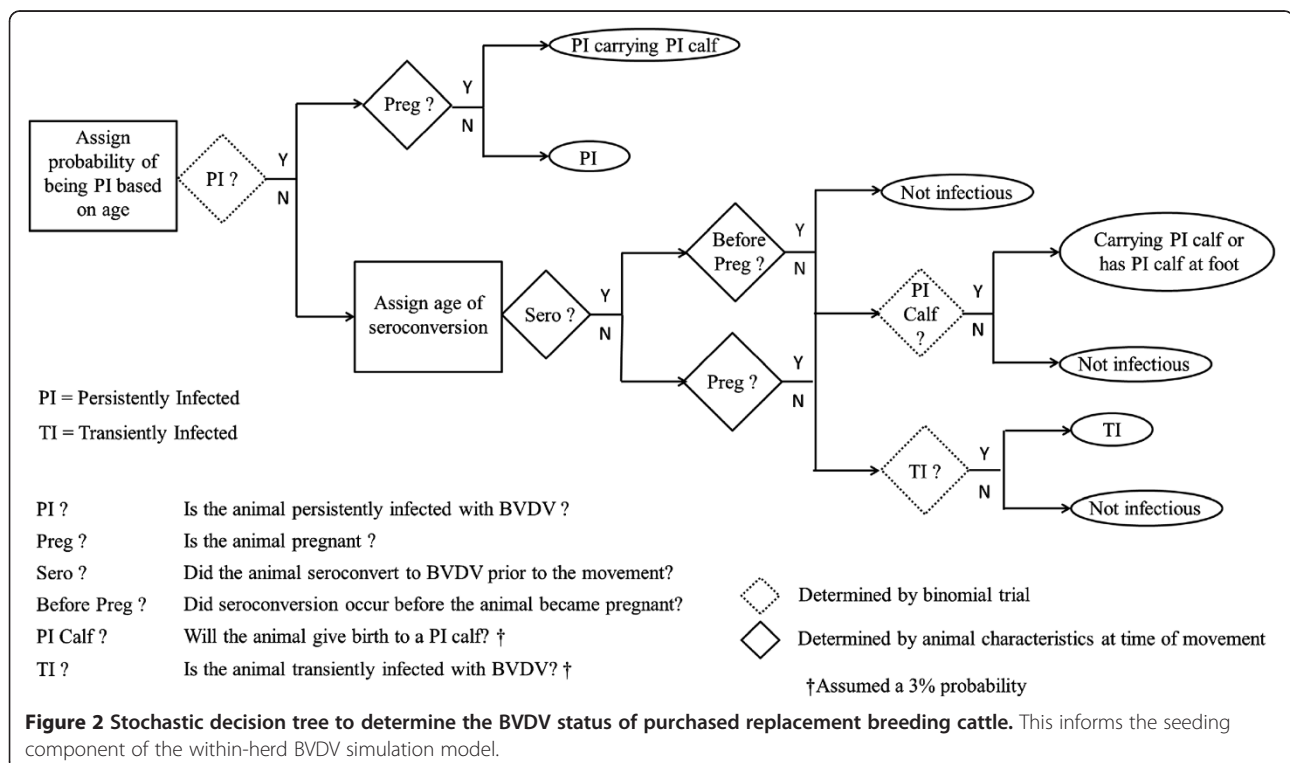 PI carrying PI calf
Y
Preg ?
N
Assign
probability of
being PI based
on age
PI ?
Y
N
PI
Not infectious
Before
Preg ?
Y
N
Carrying PI calf or
has PI calf at foot
Assign age of
seroconversion
Sero ?
Y
N
PI
Calf
?
Y
N
Preg ?
Y
N
Not infectious
PI = Persistently Infected
TI = Transiently Infected
TI
TI ?
Y
N
Not infectious
PI ? Is the animal persistently infected with BVDV ?
Preg ? Is the animal pregnant ?
Sero ? Did the animal seroconvert to BVDV prior to the movement?
Before Preg ? Did seroconversion occur before the animal became pregnant?
PI Calf ? Will the animal give birth to a PI calf? †
TI ? Is the animal transiently infected with BVDV? †
Determined by binomial trial
Determined by animal characteristics at time of movement
†Assumed a 3% probability
Figure 2 Stochastic decision tree to determine the BVDV status of purchased replacement breeding cattle. This informs the seeding
component of the within-herd BVDV simulation model.